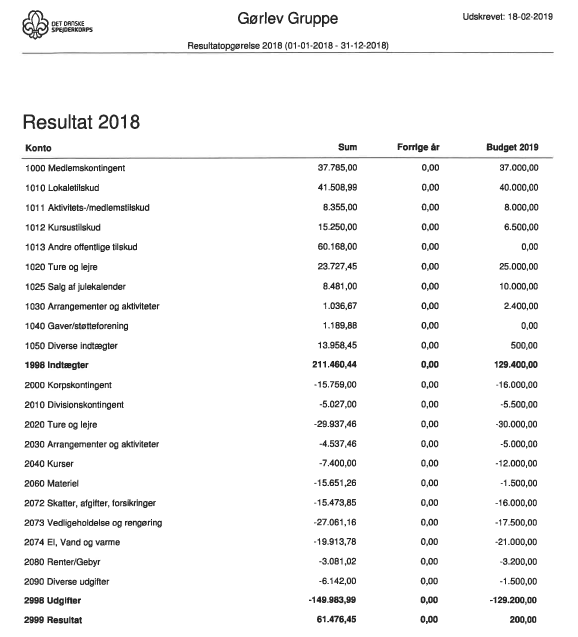 DET DANSKE
SPEJDERKORPS
Gørlev Gruppe
Udskrevet: 18-02-2019
Resultatopgørelse 2018 (01-01-2018 - 31-12-2018)
Resultat 2018
Konto Sum Forrige år Budget 2019
1000 Medlemskontingent 37.785,00 0,00 37.000,00
1010 Lokaletilskud 41.508,99 0,00 40.000,00
1011 Aktivitets-/medlemstilskud 8.355,00 0,00 8.000,00
1012 Kursustilskud 15.250,00 0,00 6.500,00
1013 Andre offentlige tilskud 60.168,00 0,00 0,00
1020 Ture og lejre 23.727,45 0,00 25.000,00
1025 Salg af julekalender 8.481,00 0,00 10.000,00
1030 Arrangementer og aktiviteter 1.036,67 0,00 2.400,00
1040 Gaver/støtteforening 1.189,88 0,00 0,00
1050 Diverse indtægter 13.958,45 0,00 500,00
1998 Indtægter 211.460,44 0,00 129.400,00
2000 Korpskontingent -15.759,00 0,00 -16.000,00
2010 Divisionskontingent -5.027,00 0,00 -5.500,00
2020 Ture og lejre -29.937,46 0,00 -30.000,00
2030 Arrangementer og aktiviteter -4.537,46 0,00 -5.000,00
2040 Kurser -7.400,00 0,00 -12.000,00
2060 Materiel -15.651,26 0,00 -1.500,00
2072 Skatter, afgifter, forsikringer -15.473,85 0,00 -16.000,00
2073 Vedligeholdelse og rengøring -27.061,16 0,00 -17.500,00
2074 El, Vand og varme -19.913,78 0,00 -21.000,00
2080 Renter/Gebyr -3.081,02 0,00 -3.200,00
2090 Diverse udgifter -6.142,00 0,00 -1.500,00
2998 Udgifter -149.983,99 0,00 -129.200,00
2999 Resultat 61.476,45 0,00 200,00